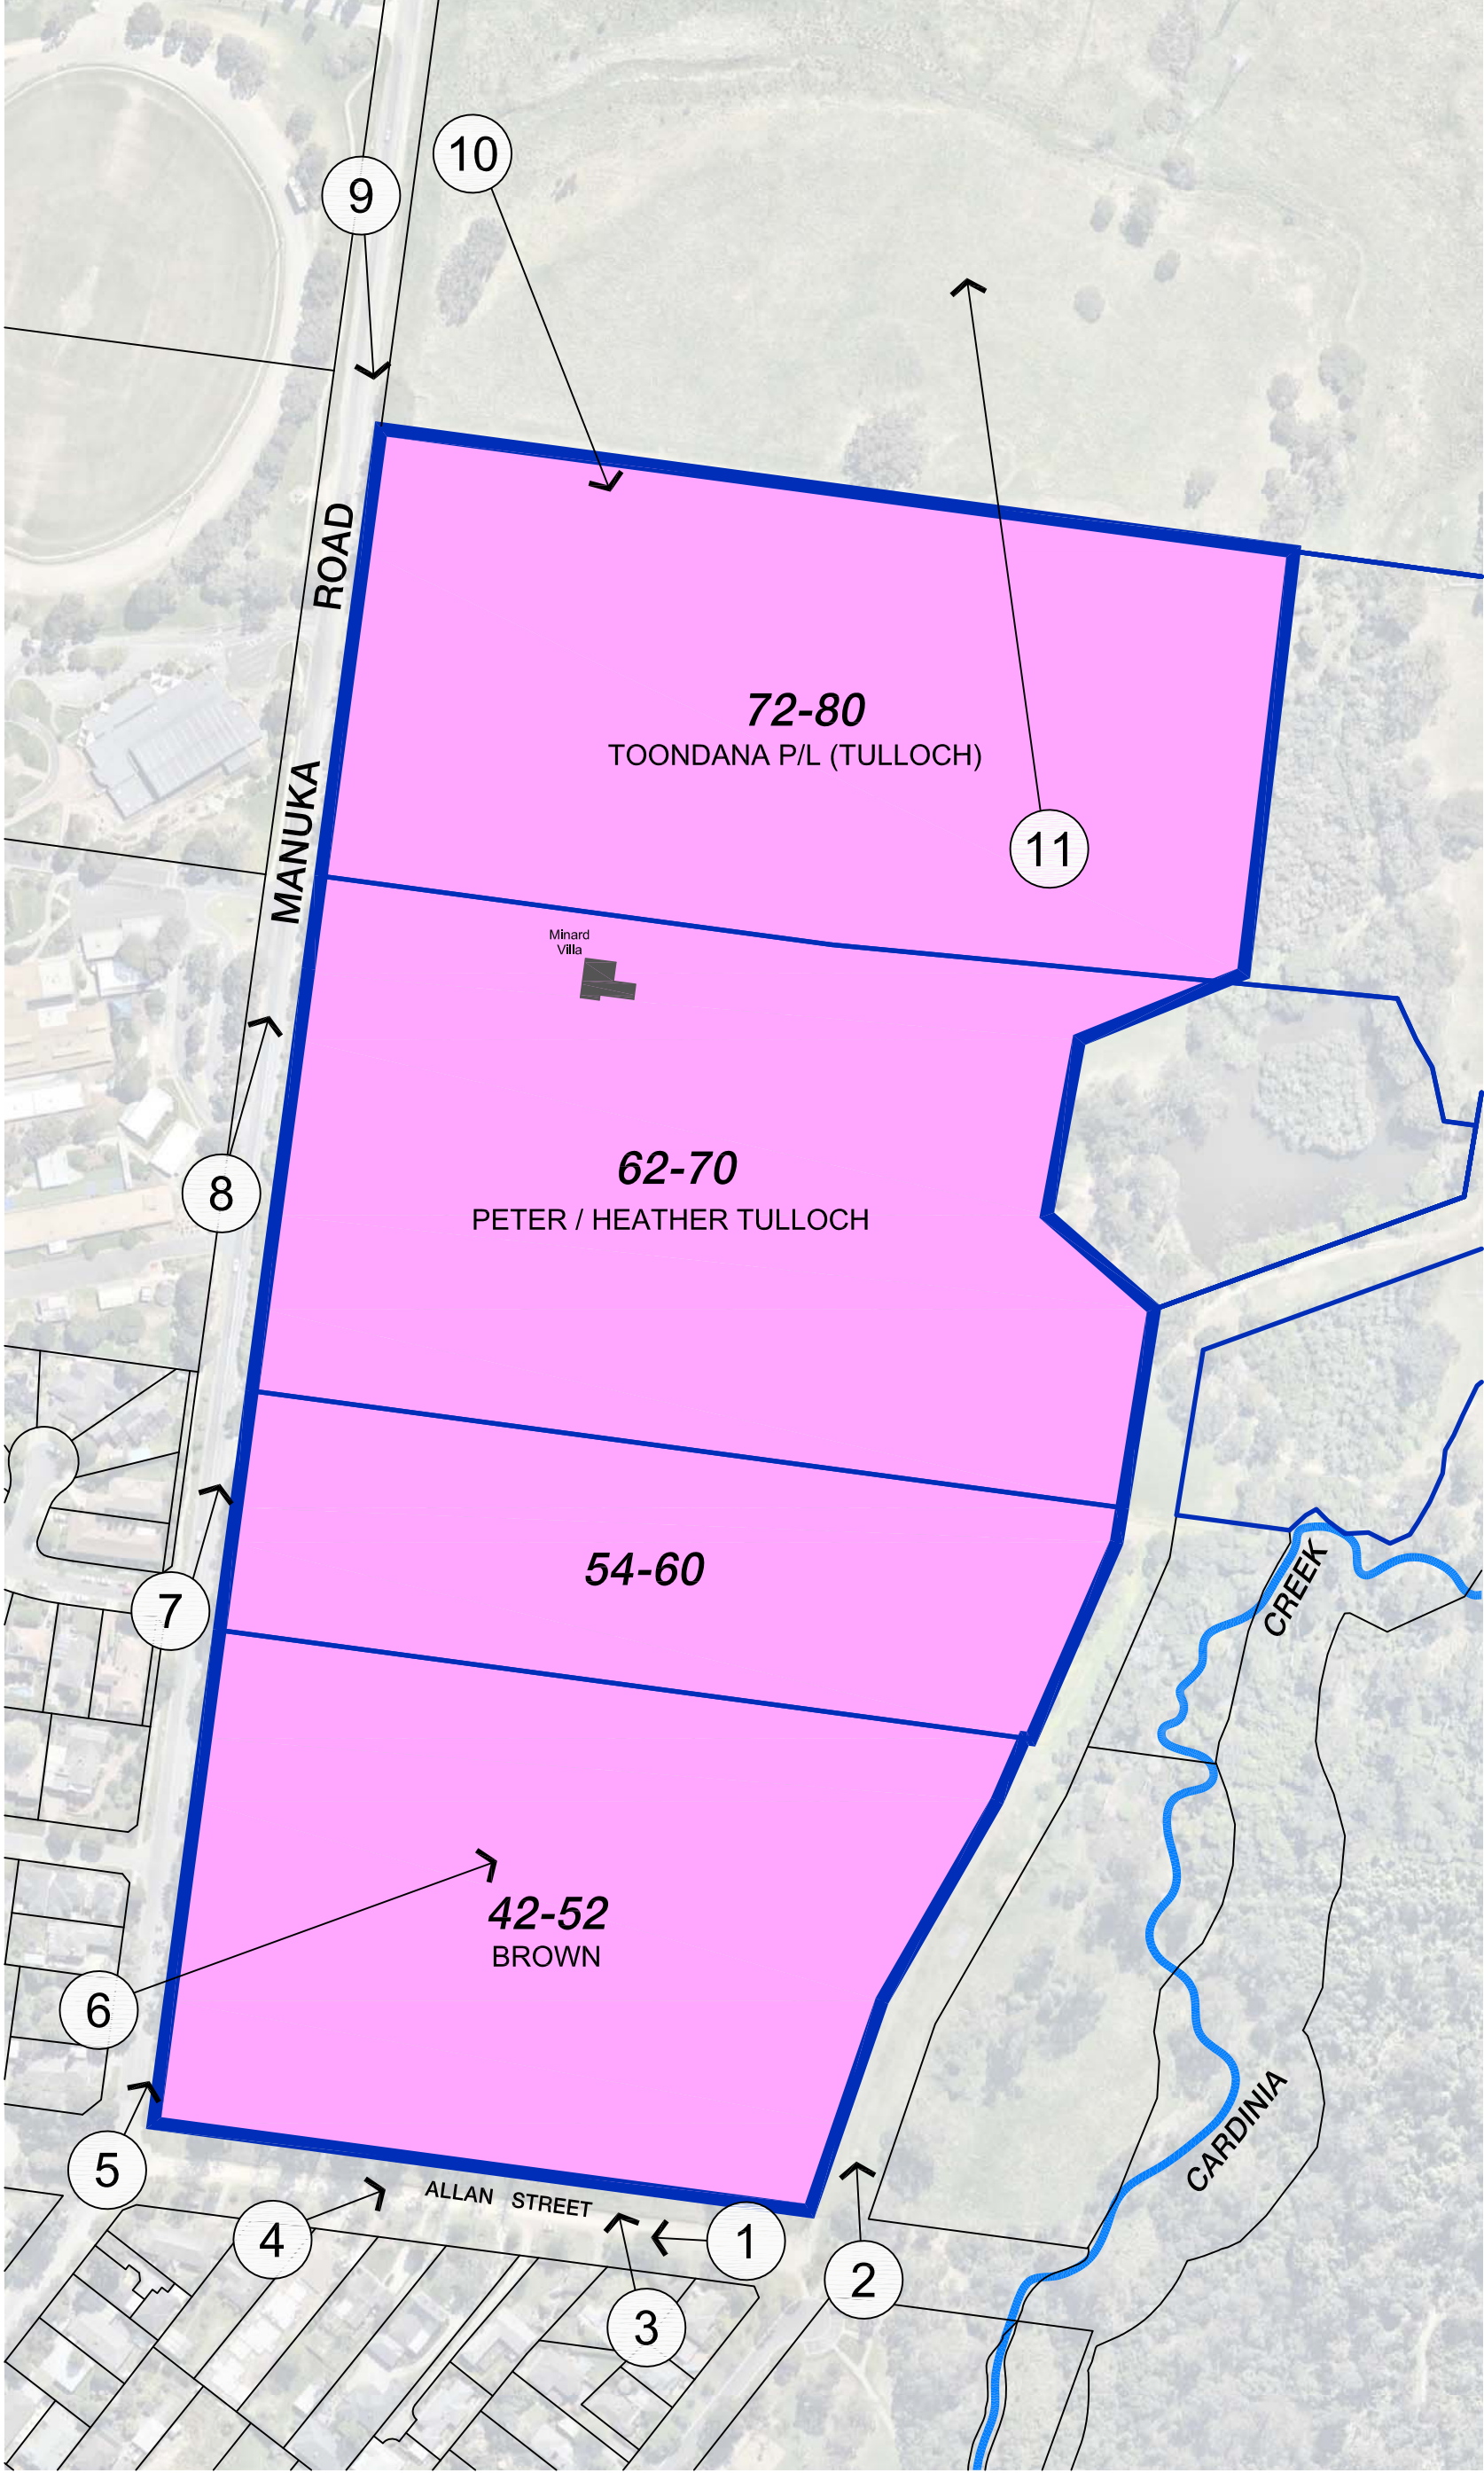 10
9
ROAD
72-80
TOONDANA P/L (TULLOCH)
MANUKA
11
Minard
Villa
62-70
8
PETER / HEATHER TULLOCH
54-60
CREEK
7
42-52
BROWN
6
CARDINIA
5
ALLAN STREET
4
1
2
3